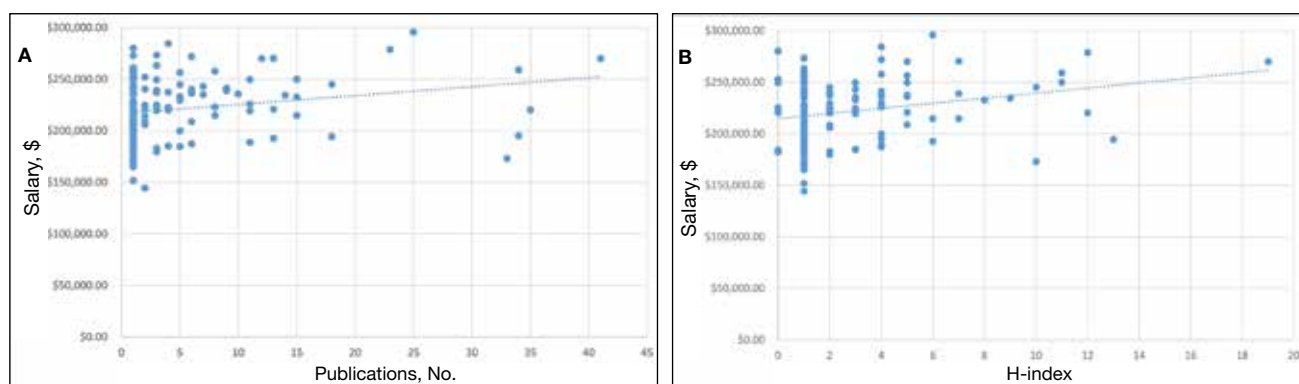 A
Salary, $
$300,000.00
$250,000.00
$200,000.00
$150,000.00
$100,000.00
$50,000.00
$0.00
0 5 10 15 20 25 30 35 40 45
Publications, No.
B
Salary, $
$300,000.00
$250,000.00
$200,000.00
$150,000.00
$100,000.00
$50,000.00
$0.00
0 2 4 6 8 10 12 14 16 18 20
H-index